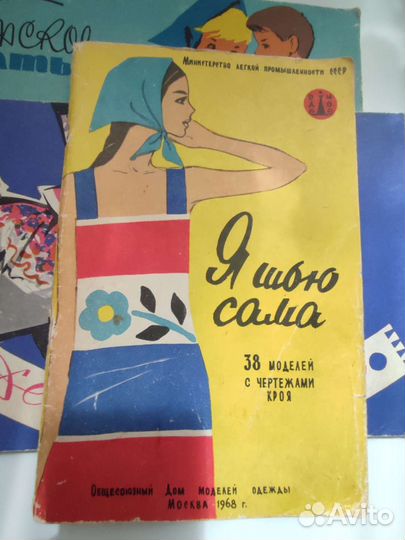 Министерство легкой промышленности СССР
Я шью
сама
38 моделей
с чертежами
кроя
Общесоюзный Дом моделей одежды
Москва 1968 г.
Avito